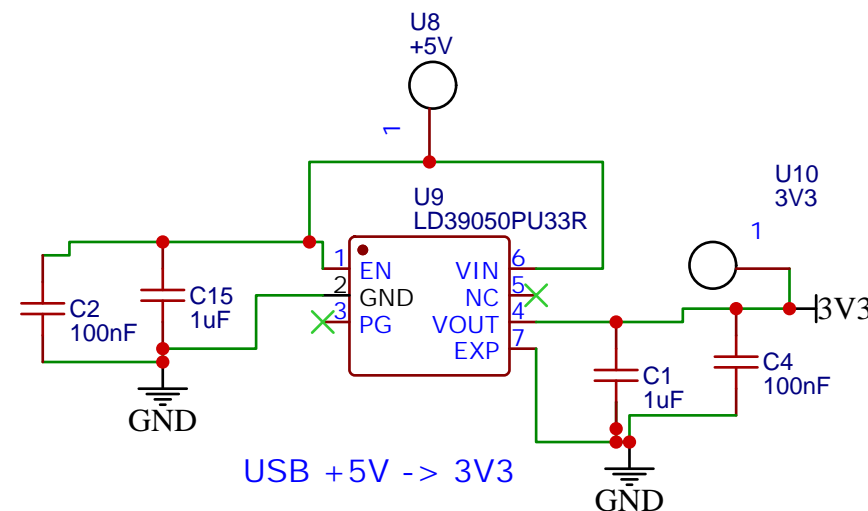 U8
+5V
1
U10
3V3
1
U9
LD39050PU33R
1
EN
VIN
6
2
GND
NC
5
3
PG
VOUT
4
EXP
7
C2
100nF
C15
1uF
3V3
C1
1uF
C4
100nF
GND
USB +5V -> 3V3
GND